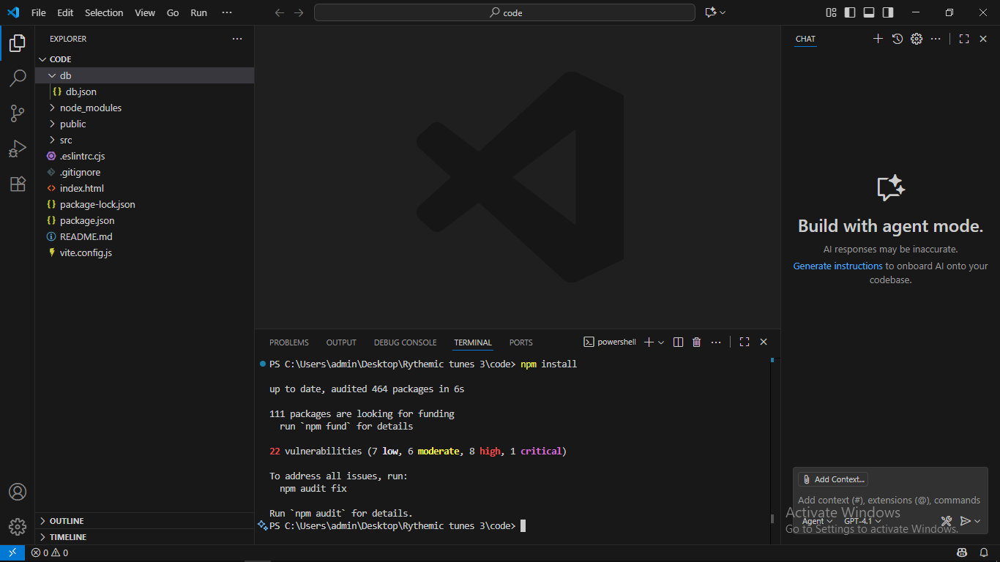 File Edit Selection View Go Run ...
code
EXPLORER
CODE
db
db.json
node_modules
public
src
.eslintrc.cjs
.gitignore
index.html
package-lock.json
package.json
README.md
vite.config.js
OUTLINE
TIMELINE
PROBLEMS OUTPUT DEBUG CONSOLE TERMINAL PORTS
powershell
PS C:\Users\admin\Desktop\Rythemic tunes 3\code> npm install
up to date, audited 464 packages in 6s
111 packages are looking for funding
run `npm fund` for details
22 vulnerabilities (7 low, 6 moderate, 8 high, 1 critical)
To address all issues, run:
npm audit fix
Run `npm audit` for details.
PS C:\Users\admin\Desktop\Rythemic tunes 3\code>
CHAT
Build with agent mode.
AI responses may be inaccurate.
Generate instructions to onboard AI onto your
codebase.
Add Context...
Add context (#), extensions (@), commands
Activate Windows
Agent GPT-4.1
Go to Settings to activate Windows.
0 0